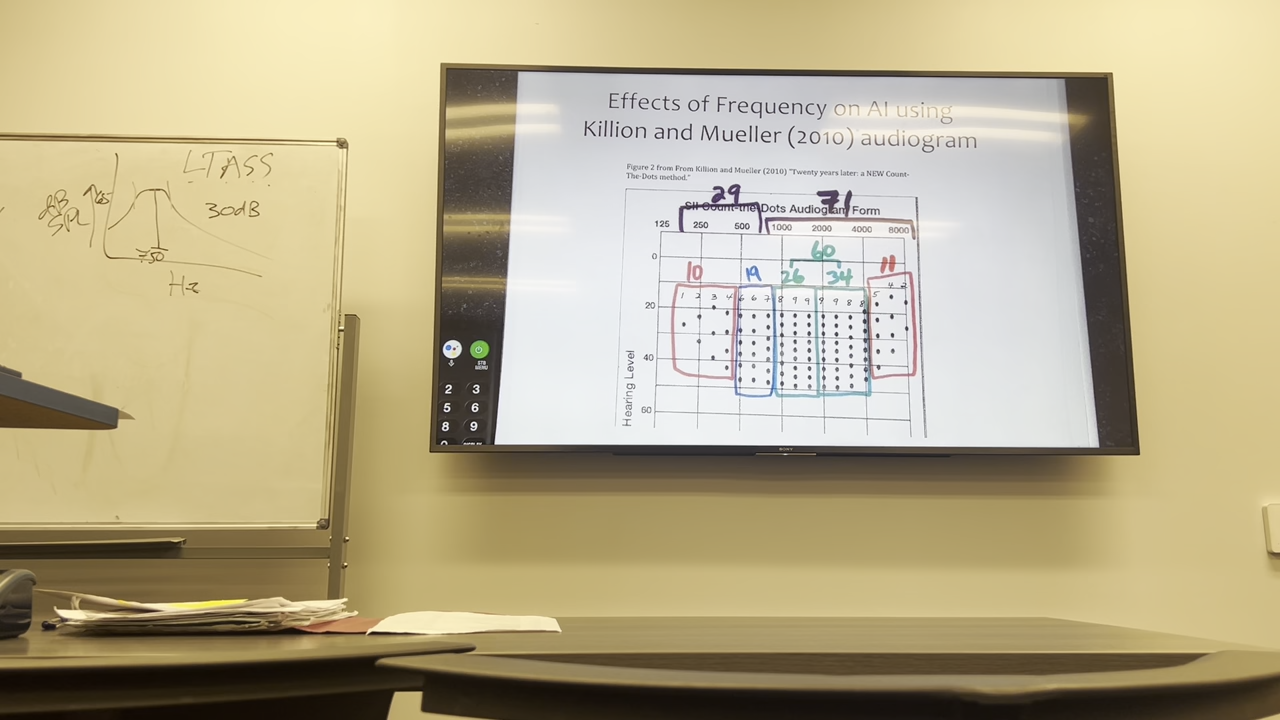 LTASS
dB
SPL
65
30dB
750
Hz
Effects of Frequency on AI using
Killion and Mueller (2010) audiogram
Figure 2 from From Killion and Mueller (2010) "Twenty years later: a NEW Count-
The-Dots method."
29 71
SII Count-the-Dots Audiogram Form
125 250 500 1000 2000 4000 8000
60
10 19 26 34 11
0
1 2 3 4 6 6 7 8 9 9 9 9 8 8 5 4 2
20
40
60
Hearing Level
STB
MENU
2 3
5 6
8 9
SONY